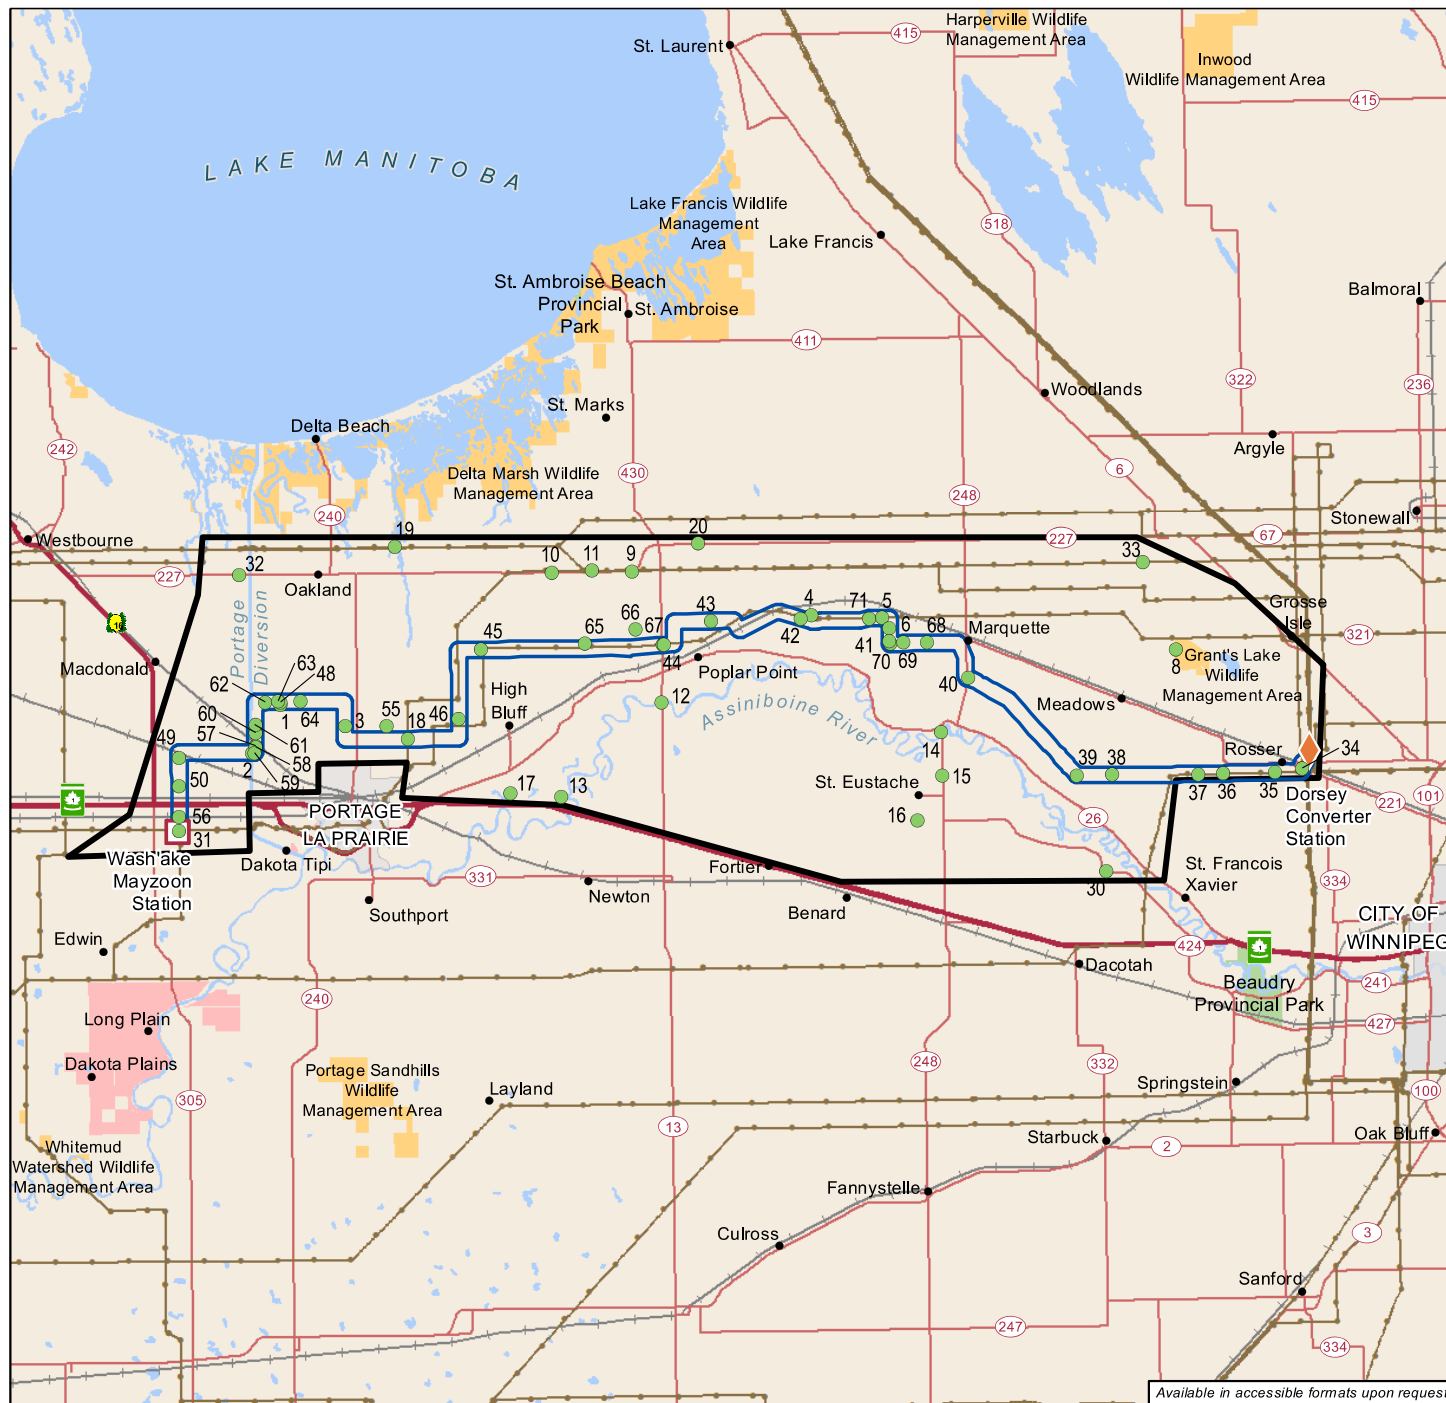 St. Laurent
415
Harperville Wildlife
Management Area
Inwood
Wildlife Management Area
415
LAKE MANITOBA
Lake Francis Wildlife
Management
Area
Lake Francis
518
St. Ambroise Beach
Provincial
Park
St. Ambroise
Balmoral
411
322
236
Woodlands
St. Marks
Delta Beach
Argyle
242
Delta Marsh Wildlife
Management Area
430
6
248
240
Stonewall
19
20
227
33
67
Westbourne
227
32
Oakland
10
11
9
Portage
Diversion
16
Grosse
Isle
321
66
67
43
4
71
5
65
45
42
41
6
68
70
69
Marquette
44
Poplar Point
8
Grant's Lake
Wildlife
Management Area
Macdonald
63
48
62
1
64
High
Bluff
12
Assiniboine River
40
Meadows
60
57
61
58
3
55
18
46
14
49
2
59
Rosser
34
50
1
17
13
St. Eustache
15
39
38
37
36
35
Dorsey
Converter
Station
101
221
56
31
PORTAGE
LA PRAIRIE
16
26
Wash'ake
Mayzoon
Station
Dakota Tipi
Fortier
30
St. Francois
Xavier
331
334
Newton
Benard
Southport
CITY OF
WINNIPEG
Edwin
424
1
Dacotah
241
Beaudry
Provincial Park
240
427
Long Plain
Dakota Plains
Portage Sandhills
Wildlife
Management Area
248
332
Springstein
100
305
Layland
13
Starbuck
2
Oak Bluff
Whitemud
Watershed Wildlife
Management Area
Fannystelle
Culross
3
Sanford
247
334
Available in accessible formats upon request